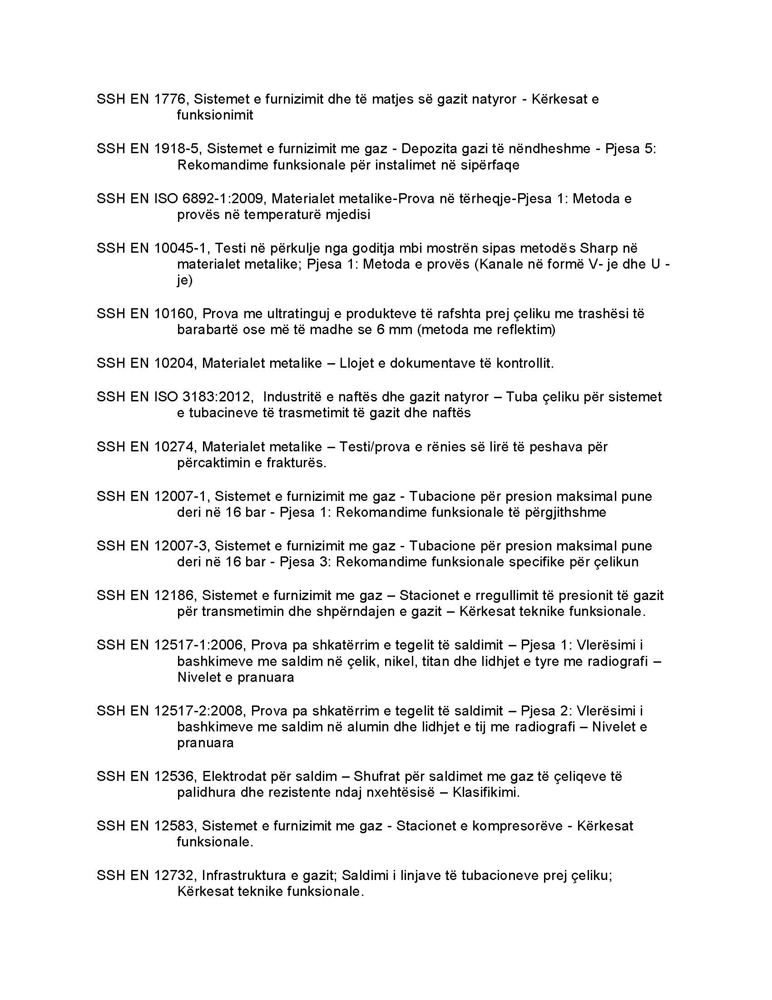 SSH EN 1776, Sistemet e furnizimit dhe të matjes së gazit natyror - Kërkesat e
funksionimit
SSH EN 1918-5, Sistemet e furnizimit me gaz - Depozita gazi të nëndheshme - Pjesa 5:
Rekomandime funksionale për instalimet në sipërfaqe
SSH EN ISO 6892-1:2009, Materialet metalike-Prova në tërheqje-Pjesa 1: Metoda e
provës në temperaturë mjedisi
SSH EN 10045-1, Testi në përkulje nga goditja mbi mostrën sipas metodës Sharp në
materialet metalike; Pjesa 1: Metoda e provës (Kanale në formë V- je dhe U -
je)
SSH EN 10160, Prova me ultratinguj e produkteve të rafshta prej çeliku me trashësi të
barabartë ose më të madhe se 6 mm (metoda me reflektim)
SSH EN 10204, Materialet metalike – Llojet e dokumentave të kontrollit.
SSH EN ISO 3183:2012,  Industritë e naftës dhe gazit natyror – Tuba çeliku për sistemet
e tubacineve të trasmetimit të gazit dhe naftës
SSH EN 10274, Materialet metalike – Testi/prova e rënies së lirë të peshava për
përcaktimin e frakturës.
SSH EN 12007-1, Sistemet e furnizimit me gaz - Tubacione për presion maksimal pune
deri në 16 bar - Pjesa 1: Rekomandime funksionale të përgjithshme
SSH EN 12007-3, Sistemet e furnizimit me gaz - Tubacione për presion maksimal pune
deri në 16 bar - Pjesa 3: Rekomandime funksionale specifike për çelikun
SSH EN 12186, Sistemet e furnizimit me gaz – Stacionet e rregullimit të presionit të gazit
për transmetimin dhe shpërndajen e gazit – Kërkesat teknike funksionale.
SSH EN 12517-1:2006, Prova pa shkatërrim e tegelit të saldimit – Pjesa 1: Vlerësimi i
bashkimeve me saldim në çelik, nikel, titan dhe lidhjet e tyre me radiografi –
Nivelet e pranuara
SSH EN 12517-2:2008, Prova pa shkatërrim e tegelit të saldimit – Pjesa 2: Vlerësimi i
bashkimeve me saldim në alumin dhe lidhjet e tij me radiografi – Nivelet e
pranuara
SSH EN 12536, Elektrodat për saldim – Shufrat për saldimet me gaz të çeliqeve të
palidhura dhe rezistente ndaj nxehtësisë – Klasifikimi.
SSH EN 12583, Sistemet e furnizimit me gaz - Stacionet e kompresorëve - Kërkesat
funksionale.
SSH EN 12732, Infrastruktura e gazit; Saldimi i linjave të tubacioneve prej çeliku;
Kërkesat teknike funksionale.